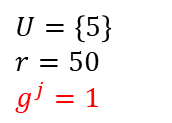 U = {5}
r = 50
g^j = 1